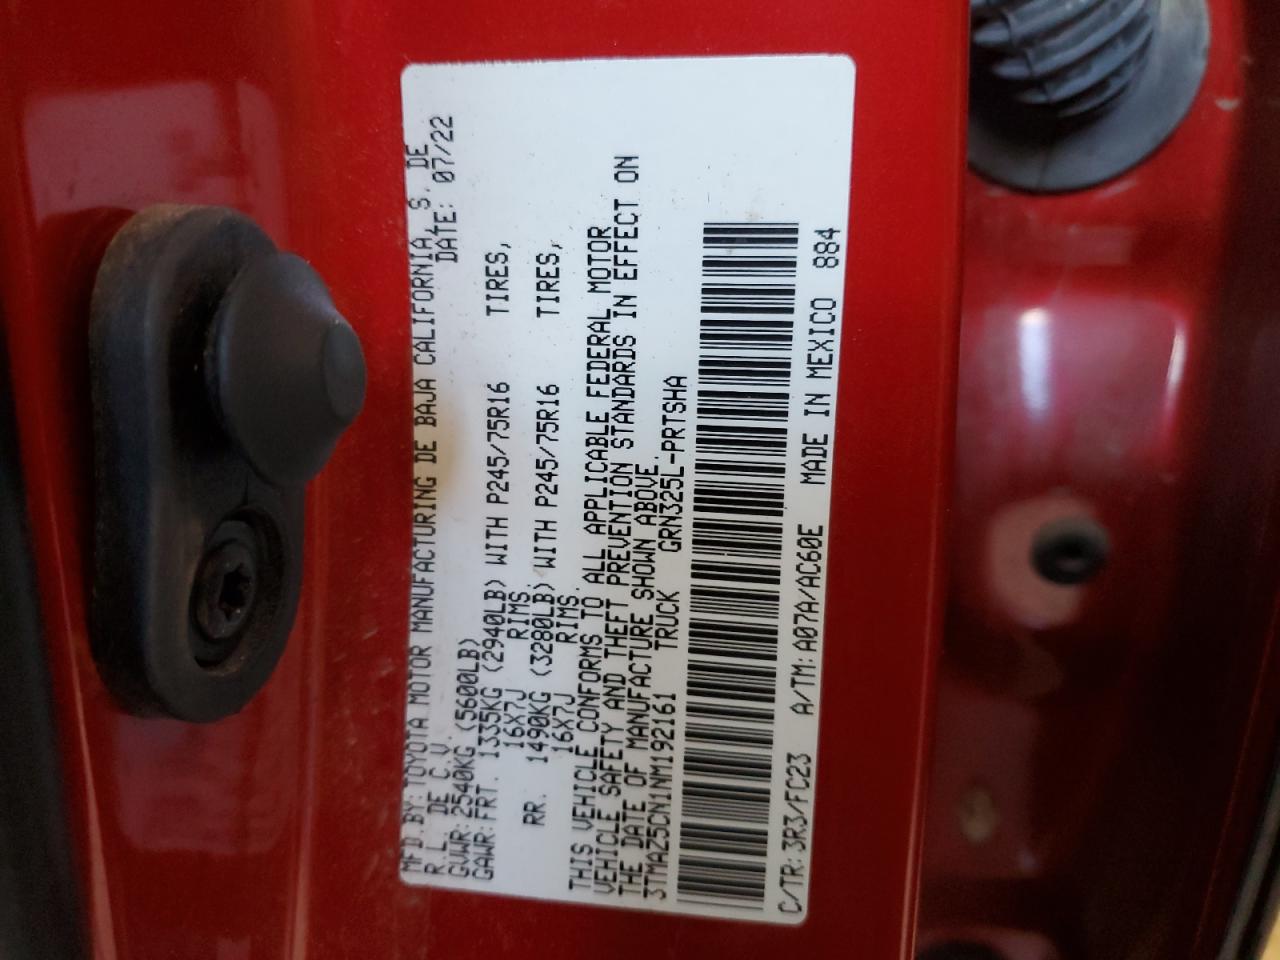 MFD.BY:TOYOTA MOTOR MANUFACTURING DE BAJA CALIFORNIA, S. DE
R.L. DE C.V. DATE: 07/22
GVWR:2540KG (5600LB)
GAWR:FRT. 1335KG (2940LB) WITH P245/75R16 TIRES,
16X7J RIMS,
RR. 1490KG (3280LB) WITH P245/75R16 TIRES,
16X7J RIMS.
THIS VEHICLE CONFORMS TO ALL APPLICABLE FEDERAL MOTOR
VEHICLE SAFETY AND THEFT PREVENTION STANDARDS IN EFFECT ON
THE DATE OF MANUFACTURE SHOWN ABOVE.
3TMAZ5CN1NM192161 TRUCK GRN325L-PRTSHA
C/TR:3R3/FC23 A/TM:A07A/AC60E MADE IN MEXICO 884